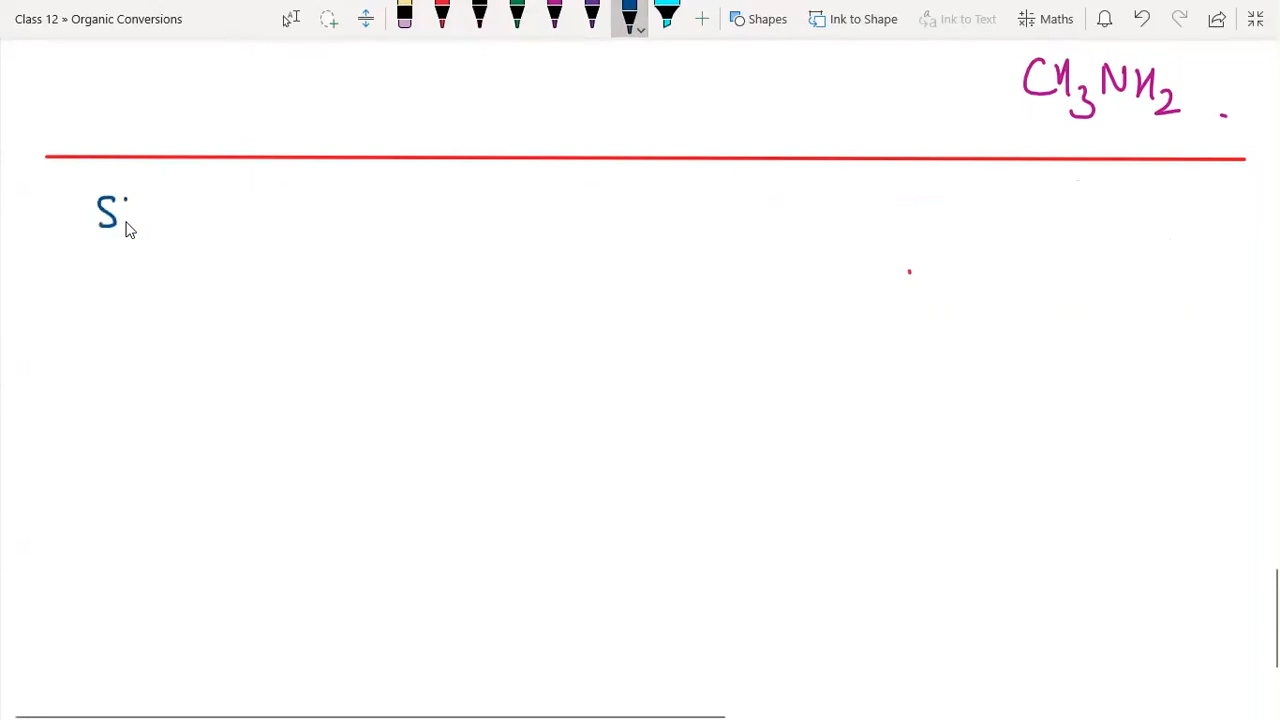 Class 12 » Organic Conversions
Shapes
Ink to Shape
Ink to Text
Maths
CH3NH2 .
S